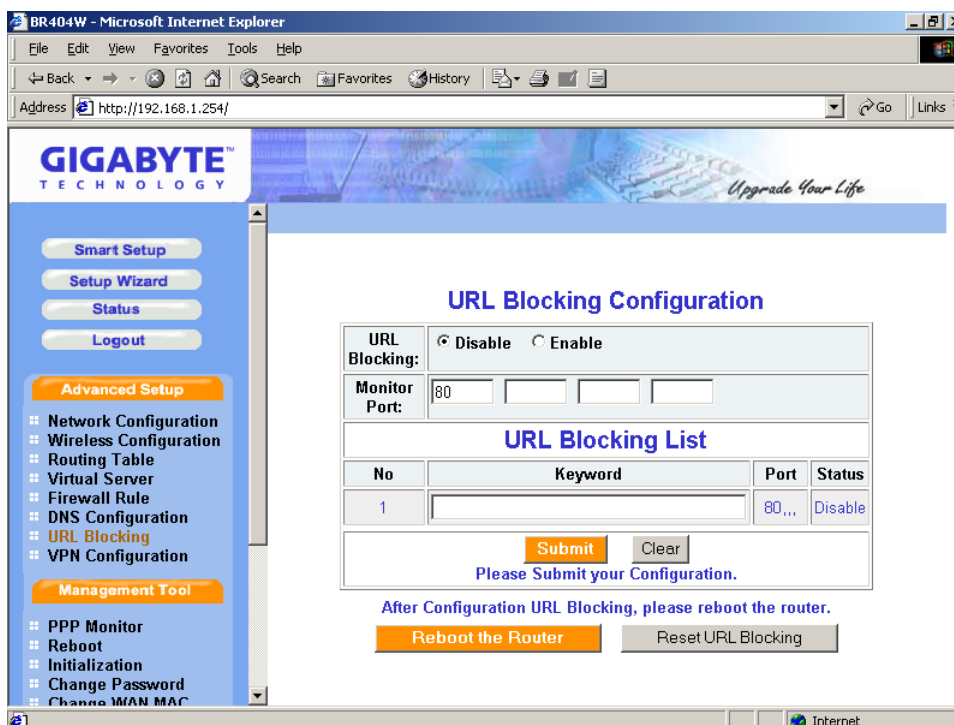 BR404W - Microsoft Internet Explorer
File Edit View Favorites Tools Help
Back Search Favorites History
Address http://192.168.1.254/ Go Links
GIGABYTE™
TECHNOLOGY
Upgrade Your Life
Smart Setup
Setup Wizard
Status
Logout
Advanced Setup
Network Configuration
Wireless Configuration
Routing Table
Virtual Server
Firewall Rule
DNS Configuration
URL Blocking
VPN Configuration
Management Tool
PPP Monitor
Reboot
Initialization
Change Password
Change WAN MAC
URL Blocking Configuration
URL Blocking: Disable Enable
Monitor Port: 80
URL Blocking List
No Keyword Port Status
1 80,,, Disable
Submit Clear
Please Submit your Configuration.
After Configuration URL Blocking, please reboot the router.
Reboot the Router Reset URL Blocking
Internet